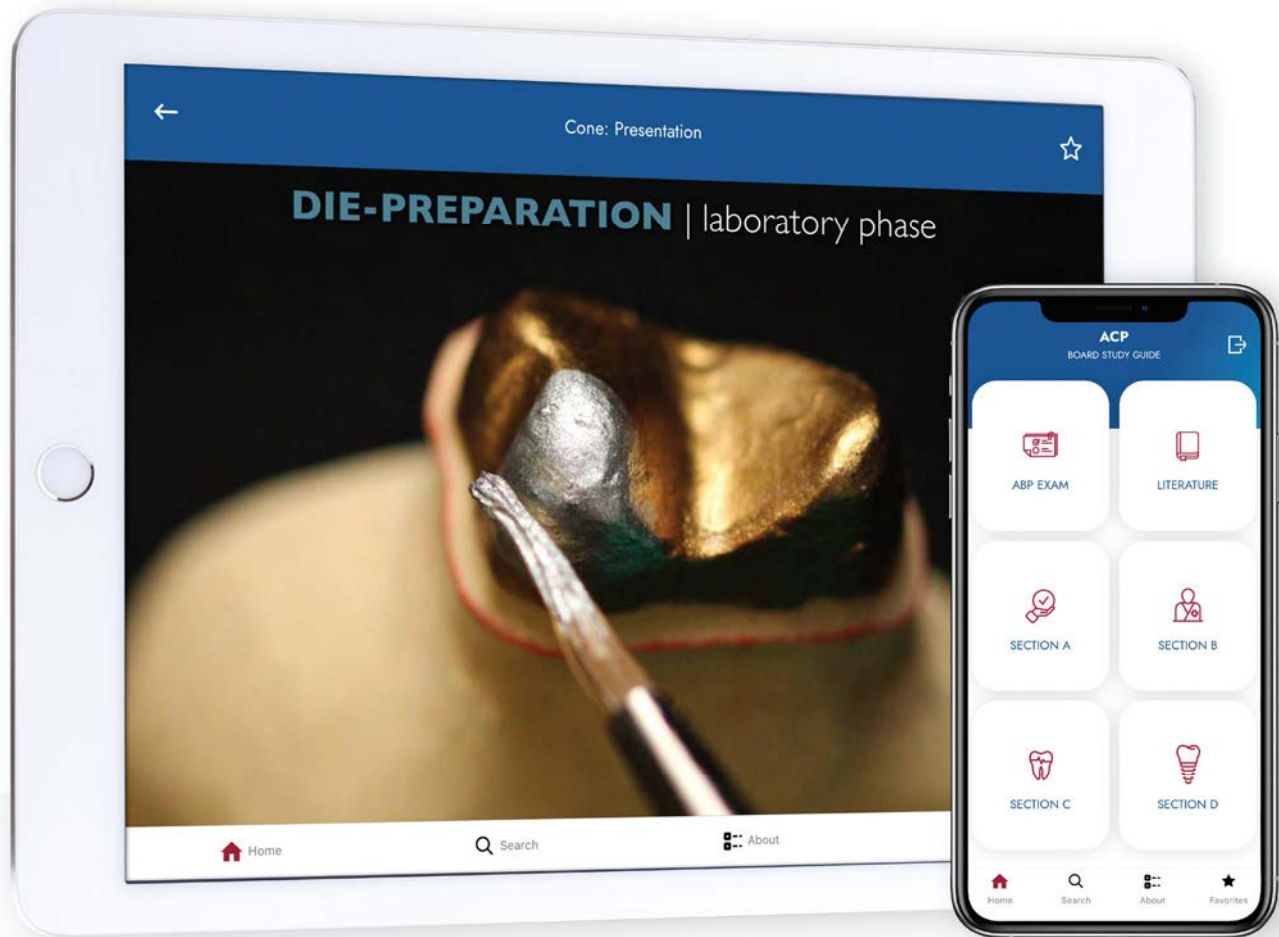 Cone: Presentation
DIE-PREPARATION | laboratory phase
Home
Search
About
ACP
BOARD STUDY GUIDE
ABP EXAM
LITERATURE
SECTION A
SECTION B
SECTION C
SECTION D
Home
Search
About
Favorites